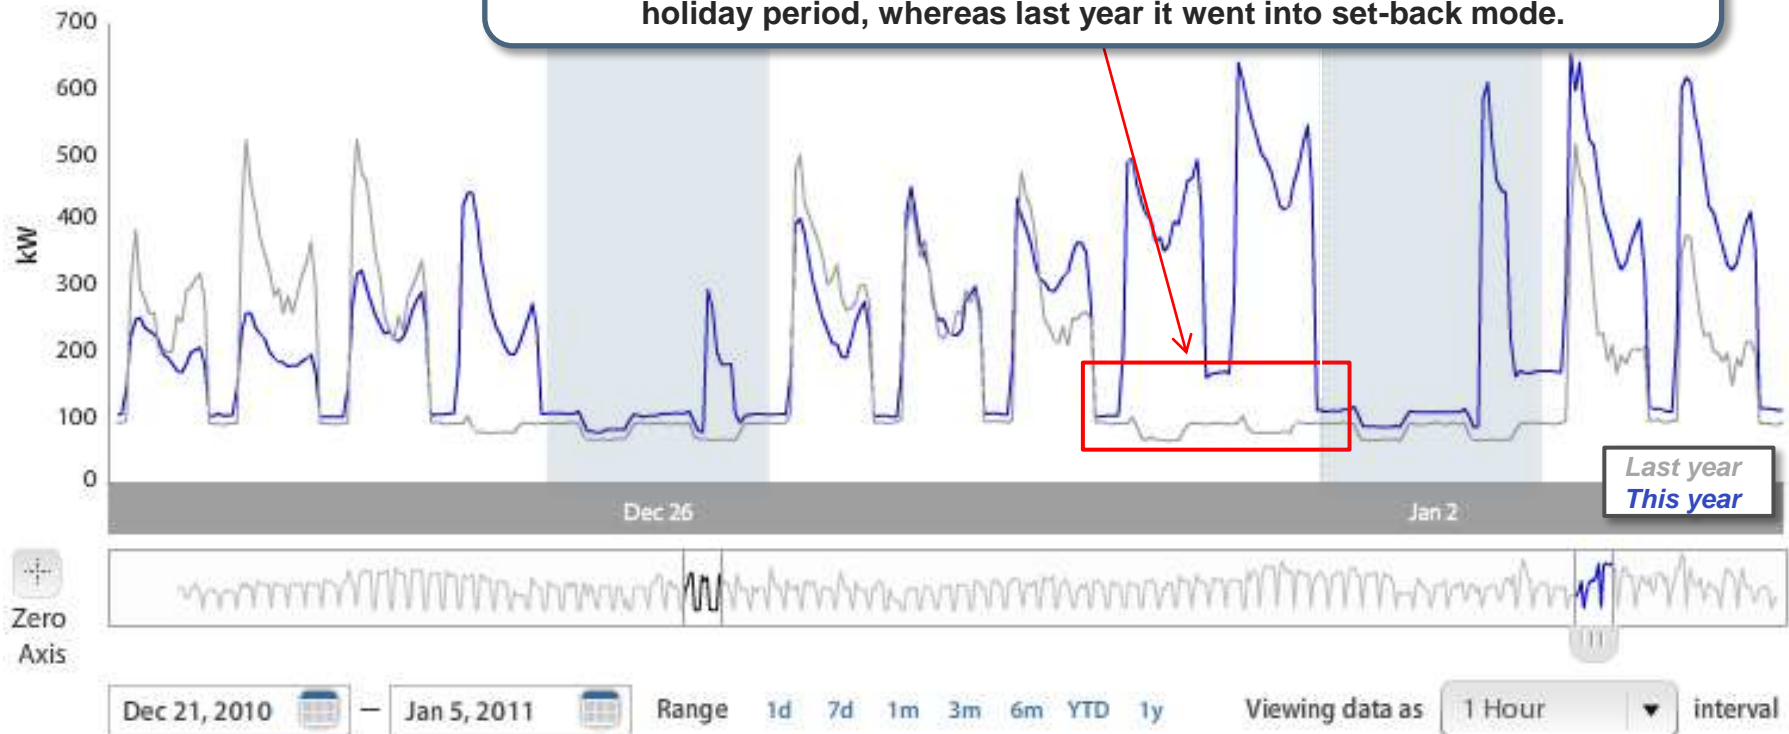 holiday period, whereas last year it went into set-back mode.
700
600
500
400
300
200
100
0
kW
Dec 26
Jan 2
Last year
This year
Zero
Axis
Dec 21, 2010 – Jan 5, 2011 Range 1d 7d 1m 3m 6m YTD 1y Viewing data as 1 Hour interval